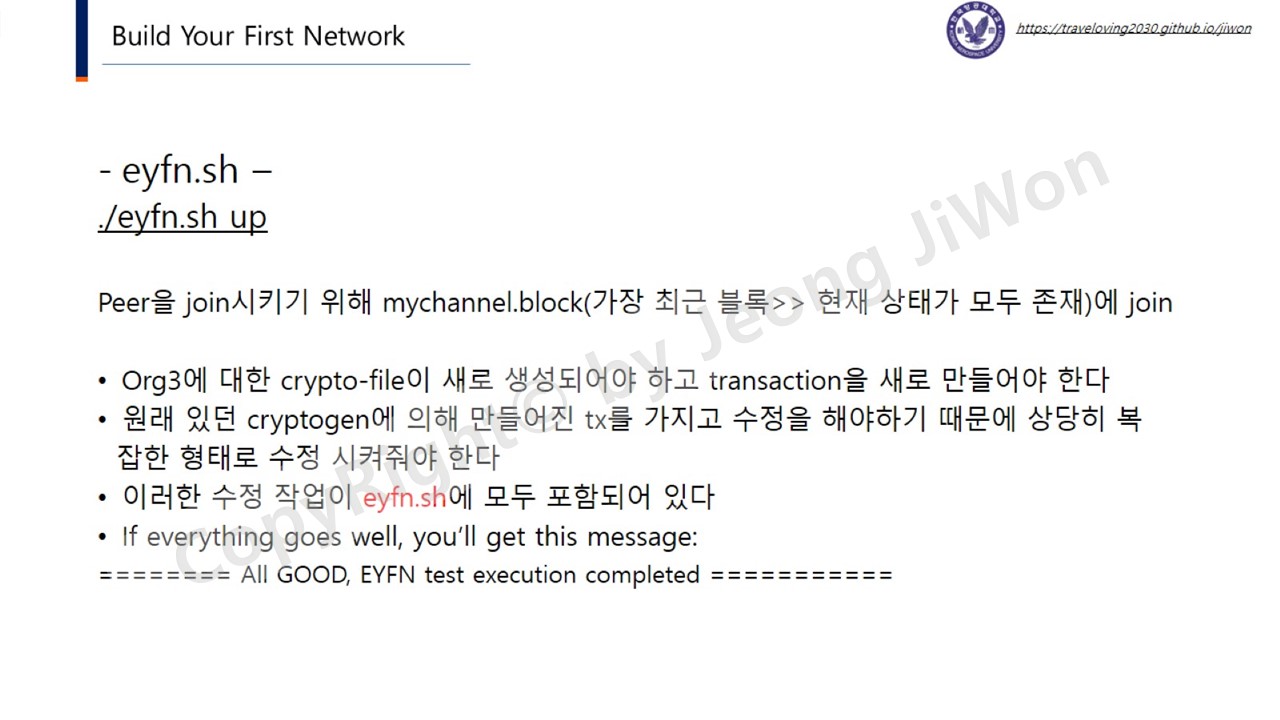 Build Your First Network
https://traveloving2030.github.io/jiwon
- eyfn.sh –
./eyfn.sh up
Peer을 join시키기 위해 mychannel.block(가장 최근 블록>> 현재 상태가 모두 존재)에 join
• Org3에 대한 crypto-file이 새로 생성되어야 하고 transaction을 새로 만들어야 한다
• 원래 있던 cryptogen에 의해 만들어진 tx를 가지고 수정을 해야하기 때문에 상당히 복
잡한 형태로 수정 시켜줘야 한다
• 이러한 수정 작업이 eyfn.sh에 모두 포함되어 있다
• If everything goes well, you’ll get this message:
======== All GOOD, EYFN test execution completed ===========
CopyRight© by Jeong JiWon